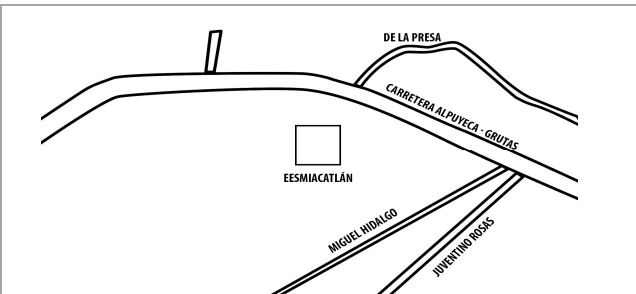 DE LA PRESA
CARRETERA ALPUYECA - GRUTAS
EESMIACATLÁN
MIGUEL HIDALGO
JUVENTINO ROSAS